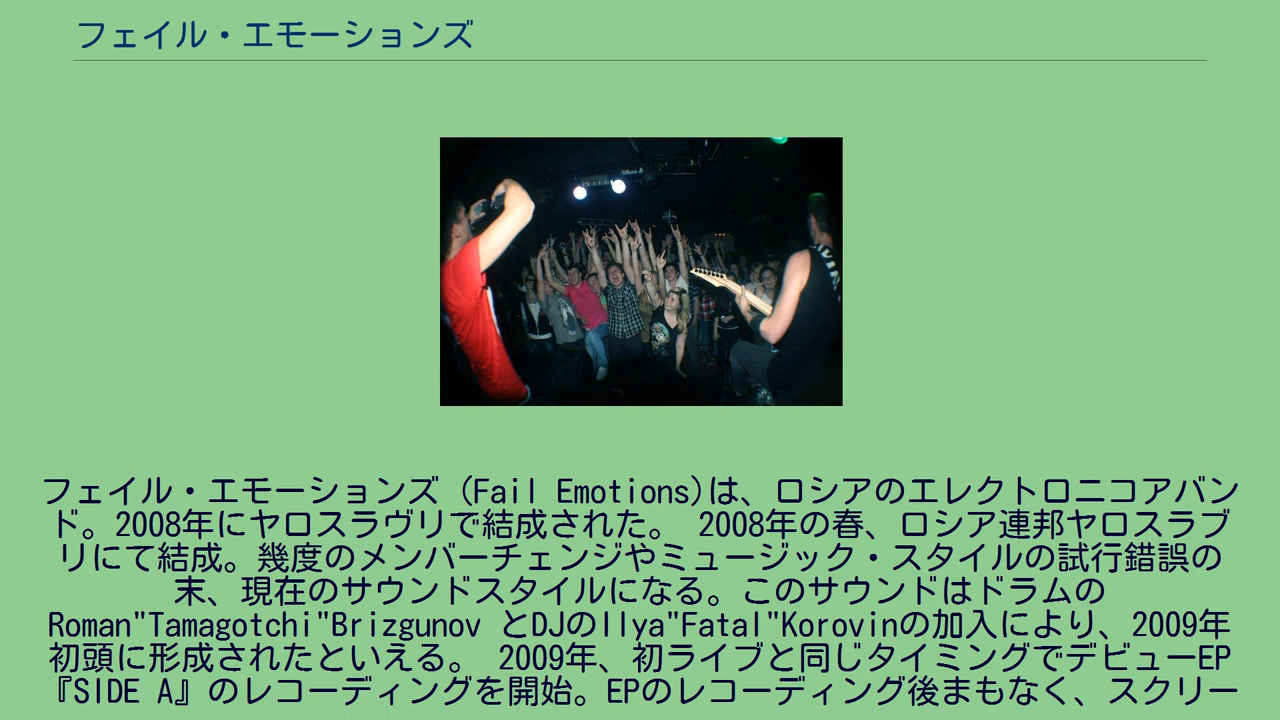 フェイル・エモーションズ
フェイル・エモーションズ (Fail Emotions)は、ロシアのエレクトロニコアバン
ド。2008年にヤロスラヴリで結成された。 2008年の春、ロシア連邦ヤロスラブ
リにて結成。幾度のメンバーチェンジやミュージック・スタイルの試行錯誤の
末、現在のサウンドスタイルになる。このサウンドはドラムの
Roman"Tamagotchi"Brizgunov とDJのIlya"Fatal"Korovinの加入により、2009年
初頭に形成されたといえる。 2009年、初ライブと同じタイミングでデビューEP
『SIDE A』のレコーディングを開始。EPのレコーディング後まもなく、スクリー